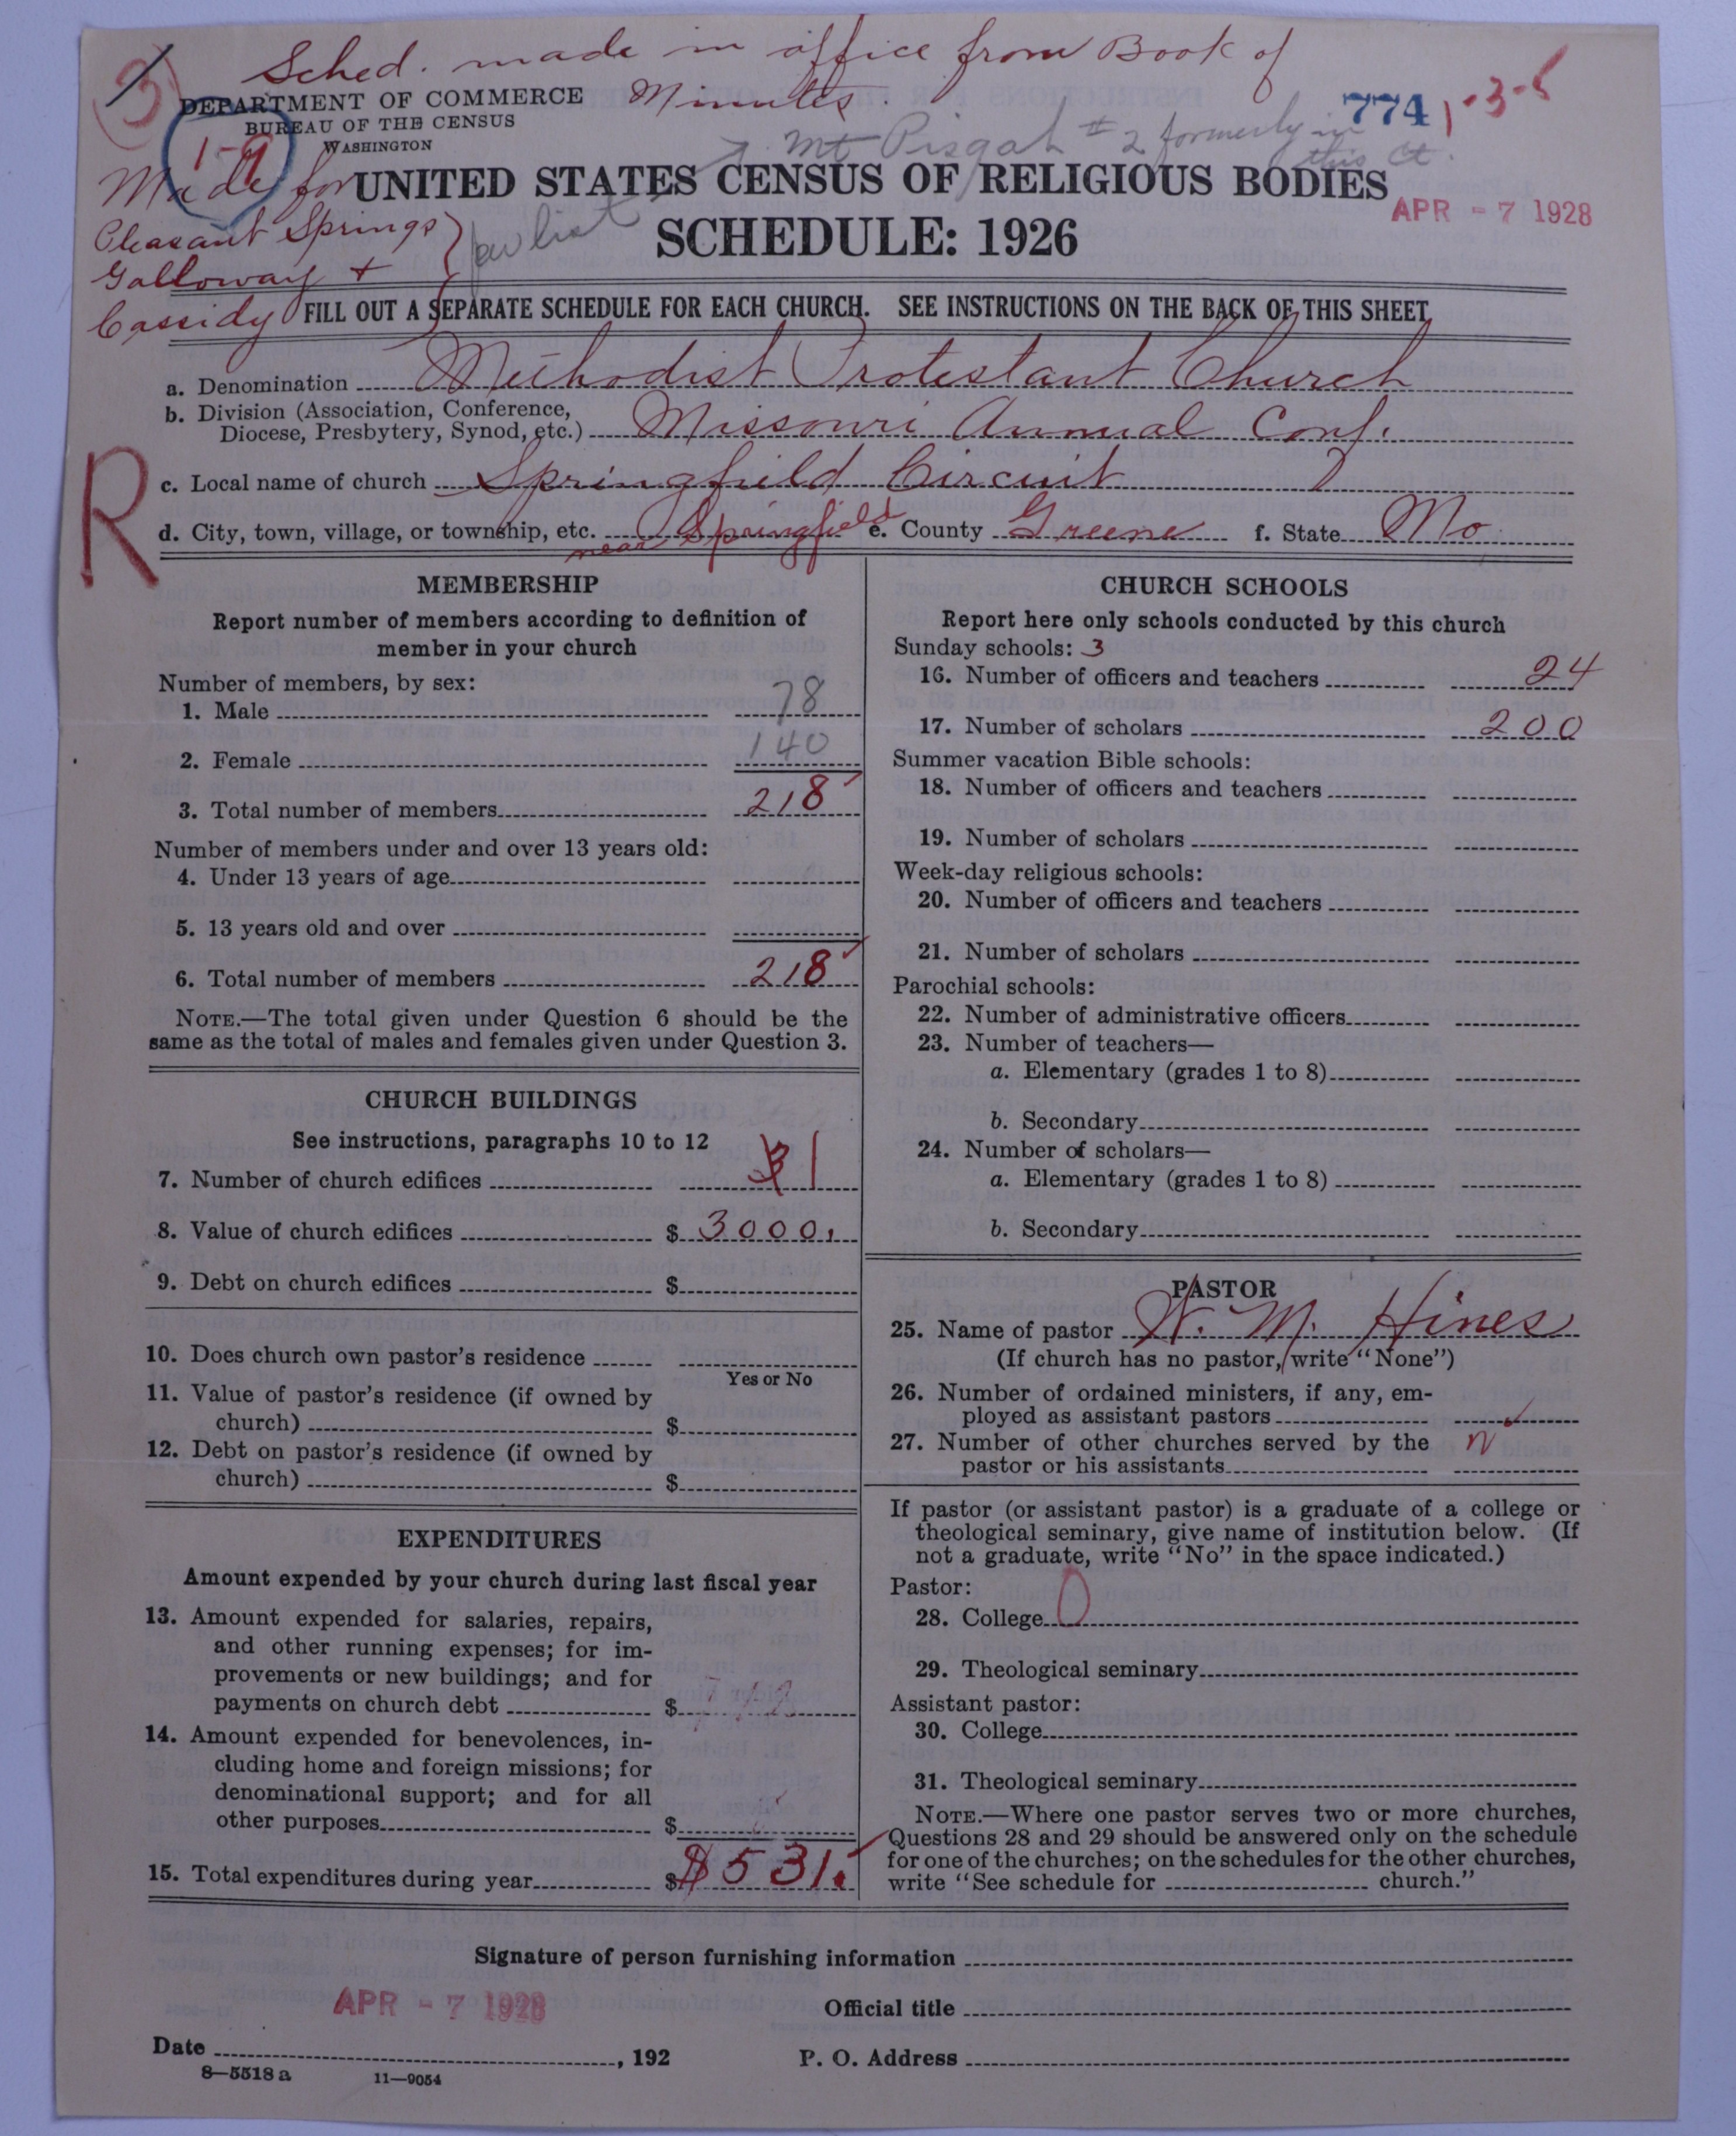 Sched. made in office from Book of
Minutes.
DEPARTMENT OF COMMERCE
BUREAU OF THE CENSUS
WASHINGTON
774
1-3-5
1-9
Mt Pisgah #2 formerly in
this Ct.
Made for
Pleasant Springs
Galloway +
Cassidy
per list
UNITED STATES CENSUS OF RELIGIOUS BODIES
SCHEDULE: 1926
APR - 7 1928
FILL OUT A SEPARATE SCHEDULE FOR EACH CHURCH. SEE INSTRUCTIONS ON THE BACK OF THIS SHEET
a. Denomination Methodist Protestant Church
b. Division (Association, Conference,
Diocese, Presbytery, Synod, etc.) Missouri Annual Conf.
R
c. Local name of church Springfield Circuit
d. City, town, village, or township, etc. near Springfield e. County Greene f. State Mo.
MEMBERSHIP
Report number of members according to definition of
member in your church
Number of members, by sex:
1. Male 78
2. Female 140
3. Total number of members 218
Number of members under and over 13 years old:
4. Under 13 years of age
5. 13 years old and over
6. Total number of members 218
NOTE.—The total given under Question 6 should be the
same as the total of males and females given under Question 3.
CHURCH BUILDINGS
See instructions, paragraphs 10 to 12
7. Number of church edifices 1
8. Value of church edifices $ 3000.
9. Debt on church edifices $
10. Does church own pastor's residence
Yes or No
11. Value of pastor's residence (if owned by
church) $
12. Debt on pastor's residence (if owned by
church) $
EXPENDITURES
Amount expended by your church during last fiscal year
13. Amount expended for salaries, repairs,
and other running expenses; for im-
provements or new buildings; and for
payments on church debt $
14. Amount expended for benevolences, in-
cluding home and foreign missions; for
denominational support; and for all
other purposes $
15. Total expenditures during year $ $531.
CHURCH SCHOOLS
Report here only schools conducted by this church
Sunday schools: 3
16. Number of officers and teachers 24
17. Number of scholars 200
Summer vacation Bible schools:
18. Number of officers and teachers
19. Number of scholars
Week-day religious schools:
20. Number of officers and teachers
21. Number of scholars
Parochial schools:
22. Number of administrative officers
23. Number of teachers—
a. Elementary (grades 1 to 8)
b. Secondary
24. Number of scholars—
a. Elementary (grades 1 to 8)
b. Secondary
PASTOR
25. Name of pastor W. M. Hines
(If church has no pastor, write "None")
26. Number of ordained ministers, if any, em-
ployed as assistant pastors
27. Number of other churches served by the
pastor or his assistants
If pastor (or assistant pastor) is a graduate of a college or
theological seminary, give name of institution below. (If
not a graduate, write "No" in the space indicated.)
Pastor:
28. College 0
29. Theological seminary
Assistant pastor:
30. College
31. Theological seminary
NOTE.—Where one pastor serves two or more churches,
Questions 28 and 29 should be answered only on the schedule
for one of the churches; on the schedules for the other churches,
write "See schedule for church."
Signature of person furnishing information
APR - 7 1928
Official title
Date , 192
P. O. Address
8—5518 a 11—9054